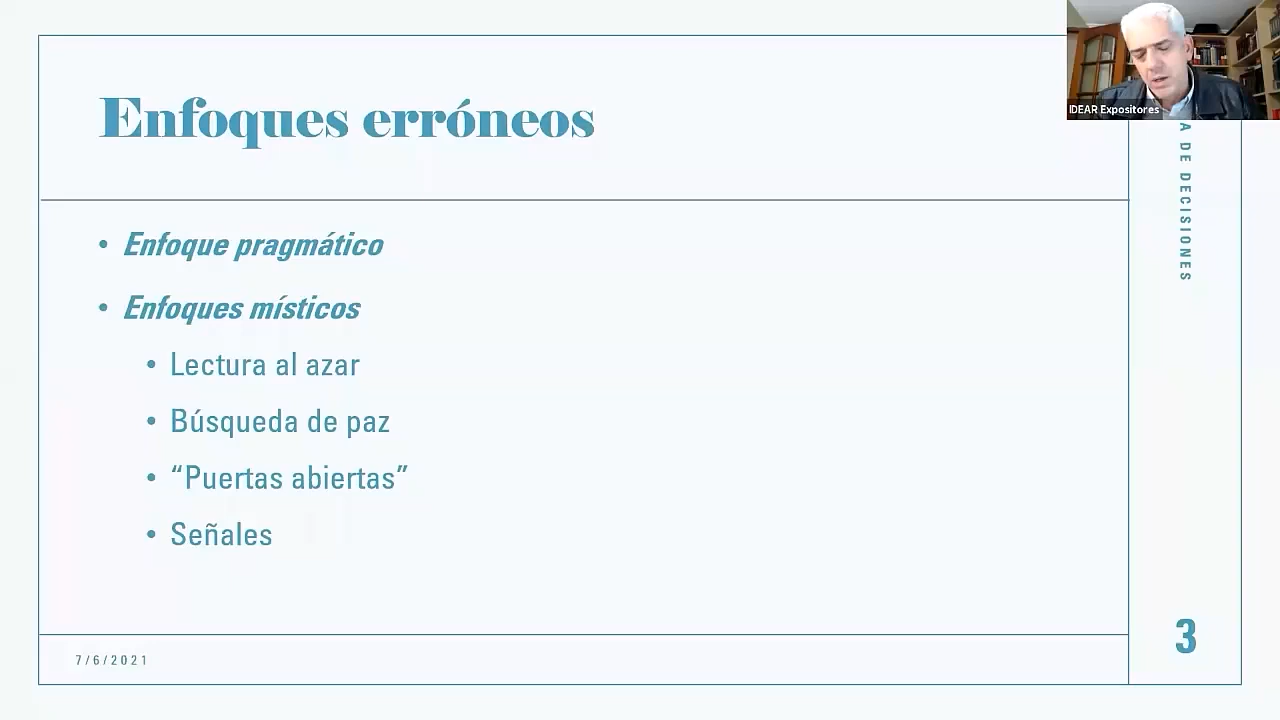 Enfoques erróneos
IDEAR Expositores
A DE DECISIONES
• Enfoque pragmático
• Enfoques místicos
• Lectura al azar
• Búsqueda de paz
• “Puertas abiertas”
• Señales
7/6/2021
3